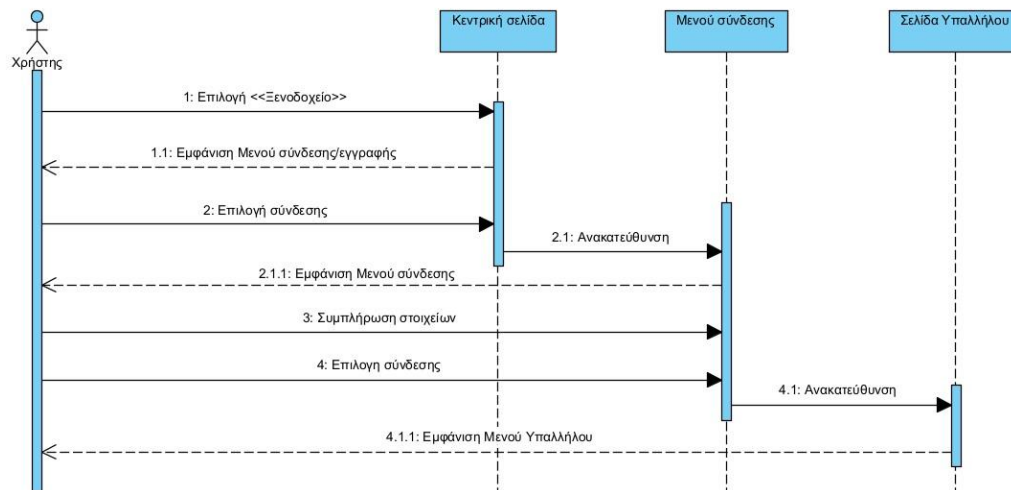 Κεντρική σελίδα
Μενού σύνδεσης
Σελίδα Υπαλλήλου
Χρήστης
1: Επιλογή <<Ξενοδοχείο>>
1.1: Εμφάνιση Μενού σύνδεσης/εγγραφής
2: Επιλογή σύνδεσης
2.1: Ανακατεύθυνση
2.1.1: Εμφάνιση Μενού σύνδεσης
3: Συμπλήρωση στοιχείων
4: Επιλογη σύνδεσης
4.1: Ανακατεύθυνση
4.1.1: Εμφάνιση Μενού Υπαλλήλου